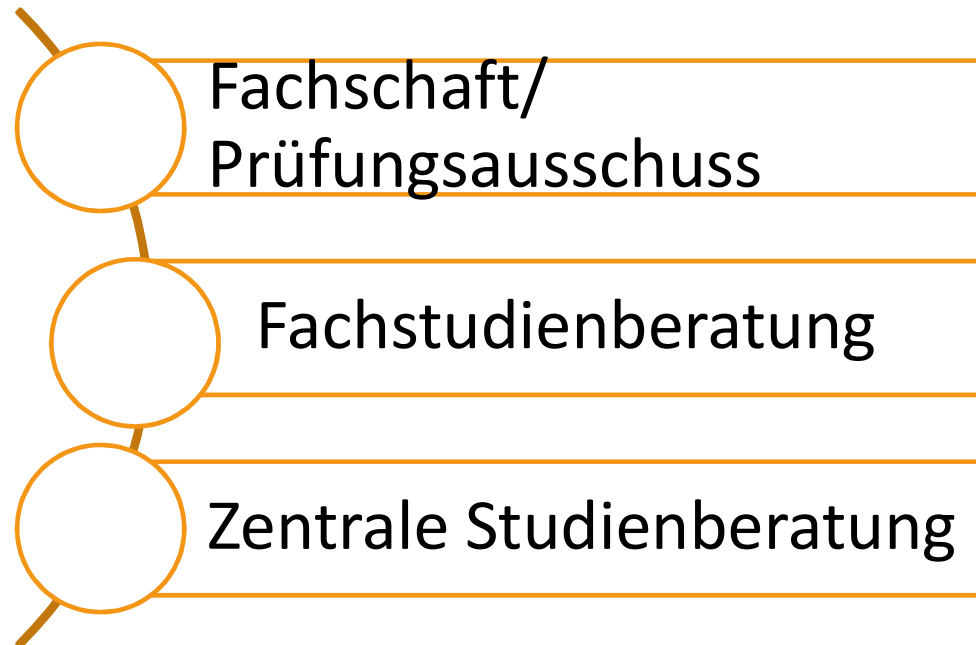 Fachschaft/
Prüfungsausschuss
Fachstudienberatung
Zentrale Studienberatung